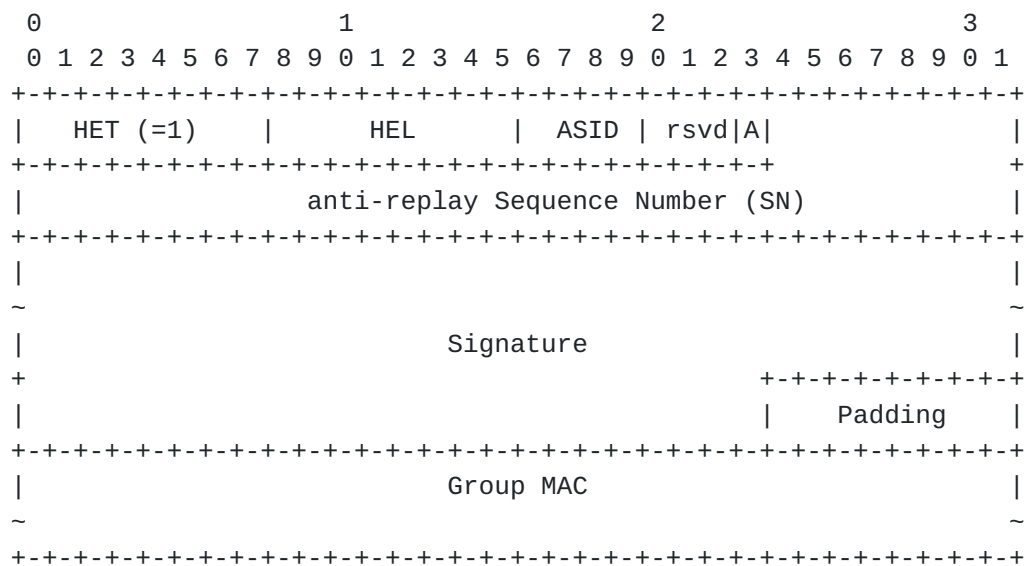 0                   1                   2                   3
 0 1 2 3 4 5 6 7 8 9 0 1 2 3 4 5 6 7 8 9 0 1 2 3 4 5 6 7 8 9 0 1
+-+-+-+-+-+-+-+-+-+-+-+-+-+-+-+-+-+-+-+-+-+-+-+-+-+-+-+-+-+-+-+-+
|   HET (=1)    |      HEL      |  ASID | rsvd|A|               |
+-+-+-+-+-+-+-+-+-+-+-+-+-+-+-+-+-+-+-+-+-+-+-+-+               +
|                  anti-replay Sequence Number (SN)             |
+-+-+-+-+-+-+-+-+-+-+-+-+-+-+-+-+-+-+-+-+-+-+-+-+-+-+-+-+-+-+-+-+
|                                                               |
~                                                               ~
|                           Signature                           |
+                                               +-+-+-+-+-+-+-+-+
|                                               |    Padding    |
+-+-+-+-+-+-+-+-+-+-+-+-+-+-+-+-+-+-+-+-+-+-+-+-+-+-+-+-+-+-+-+-+
|                           Group MAC                           |
~                                                               ~
+-+-+-+-+-+-+-+-+-+-+-+-+-+-+-+-+-+-+-+-+-+-+-+-+-+-+-+-+-+-+-+-+